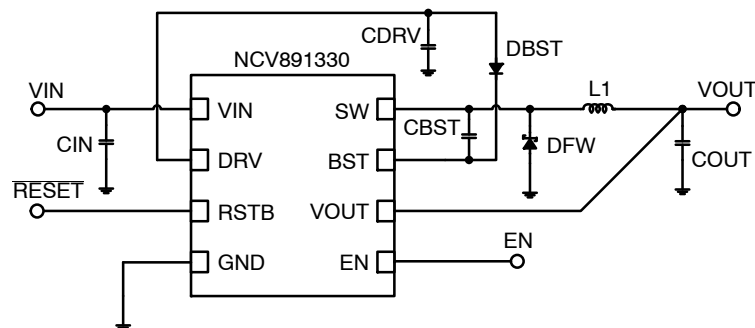 CDRV
DBST
NCV891330
VIN
L1
VOUT
VIN
SW
CIN
CBST
DFW
COUT
DRV
BST
RESET
RSTB
VOUT
EN
GND
EN